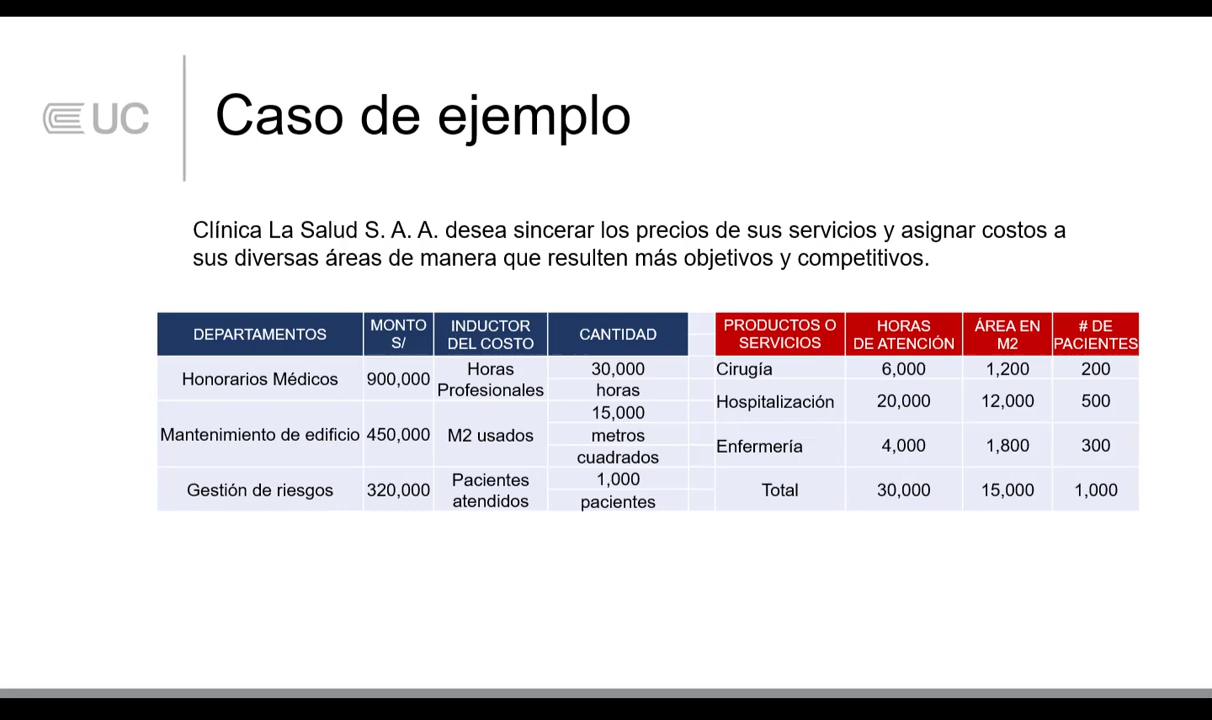 UC
Caso de ejemplo
Clínica La Salud S. A. A. desea sincerar los precios de sus servicios y asignar costos a
sus diversas áreas de manera que resulten más objetivos y competitivos.
DEPARTAMENTOS MONTO S/ INDUCTOR DEL COSTO CANTIDAD
Honorarios Médicos 900,000 Horas Profesionales 30,000 horas
Mantenimiento de edificio 450,000 M2 usados 15,000 metros cuadrados
Gestión de riesgos 320,000 Pacientes atendidos 1,000 pacientes
PRODUCTOS O SERVICIOS HORAS DE ATENCIÓN ÁREA EN M2 # DE PACIENTES
Cirugía 6,000 1,200 200
Hospitalización 20,000 12,000 500
Enfermería 4,000 1,800 300
Total 30,000 15,000 1,000